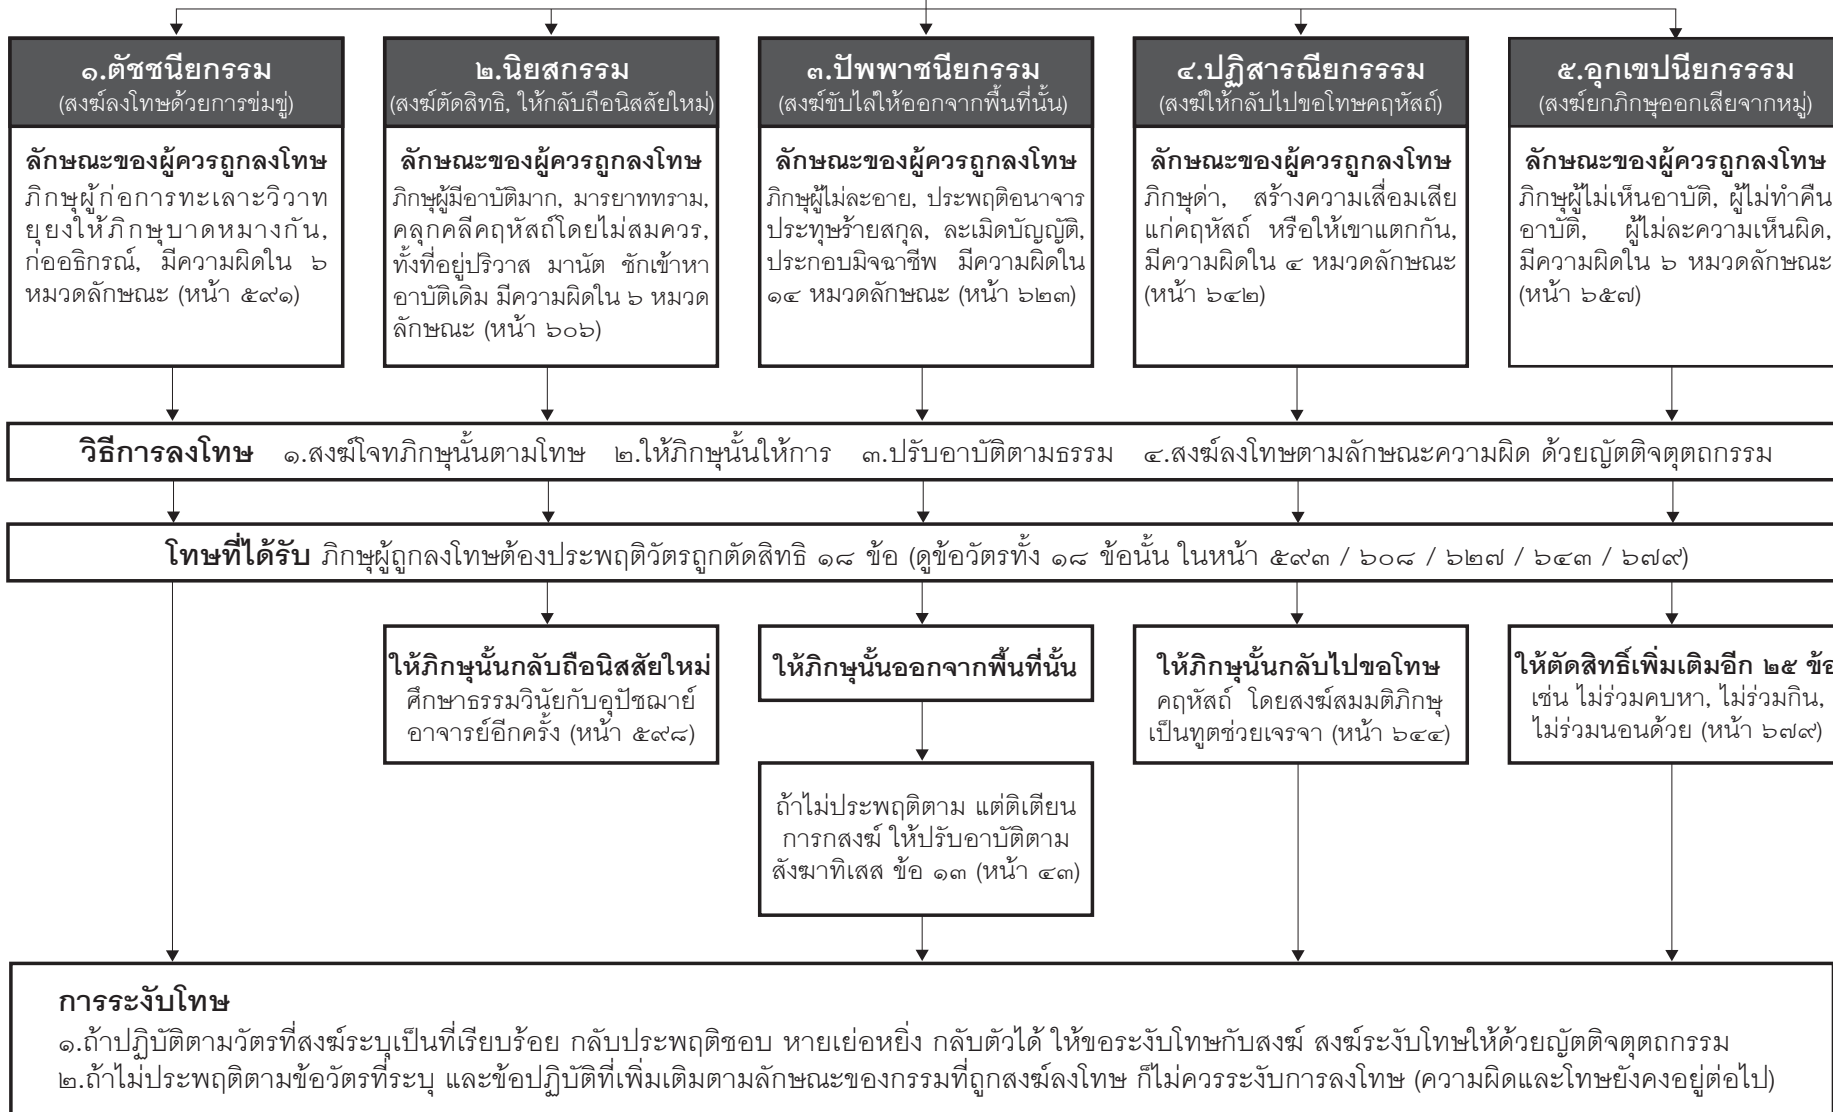 ๑.ตัชชนียกรรม
(สงฆ์ลงโทษด้วยการข่มขู่)
ลักษณะของผู้ควรถูกลงโทษ
ภิกษุผู้ก่อการทะเลาะวิวาท
ยุยงให้ภิกษุบาดหมางกัน,
ก่ออธิกรณ์, มีความผิดใน ๖
หมวดลักษณะ (หน้า ๕๙๑)
๒.นิยสกรรม
(สงฆ์ตัดสิทธิ, ให้กลับถือนิสสัยใหม่)
ลักษณะของผู้ควรถูกลงโทษ
ภิกษุผู้มีอาบัติมาก, มารยาททราม,
คลุกคลีคฤหัสถ์โดยไม่สมควร,
ทั้งที่อยู่ปริวาส มานัต ชักเข้าหา
อาบัติเดิม มีความผิดใน ๖ หมวด
ลักษณะ (หน้า ๖๐๖)
๓.ปัพพาชนียกรรม
(สงฆ์ขับไล่ให้ออกจากพื้นที่นั้น)
ลักษณะของผู้ควรถูกลงโทษ
ภิกษุผู้ไม่ละอาย, ประพฤติอนาจาร
ประทุษร้ายสกุล, ละเมิดบัญญัติ,
ประกอบมิจฉาชีพ มีความผิดใน
๑๔ หมวดลักษณะ (หน้า ๖๒๓)
๔.ปฏิสารณียกรรรม
(สงฆ์ให้กลับไปขอโทษคฤหัสถ์)
ลักษณะของผู้ควรถูกลงโทษ
ภิกษุด่า, สร้างความเสื่อมเสีย
แก่คฤหัสถ์ หรือให้เขาแตกกัน,
มีความผิดใน ๔ หมวดลักษณะ
(หน้า ๖๔๒)
๕.อุกเขปนียกรรรม
(สงฆ์ยกภิกษุออกเสียจากหมู่)
ลักษณะของผู้ควรถูกลงโทษ
ภิกษุผู้ไม่เห็นอาบัติ, ผู้ไม่ทำคืน
อาบัติ, ผู้ไม่ละความเห็นผิด,
มีความผิดใน ๖ หมวดลักษณะ
(หน้า ๖๕๗)
วิธีการลงโทษ ๑.สงฆ์โจทภิกษุนั้นตามโทษ ๒.ให้ภิกษุนั้นให้การ ๓.ปรับอาบัติตามธรรม ๔.สงฆ์ลงโทษตามลักษณะความผิด ด้วยญัตติจตุตถกรรม
โทษที่ได้รับ ภิกษุผู้ถูกลงโทษต้องประพฤติวัตรถูกตัดสิทธิ ๑๘ ข้อ (ดูข้อวัตรทั้ง ๑๘ ข้อนั้น ในหน้า ๕๙๓ / ๖๐๘ / ๖๒๗ / ๖๔๓ / ๖๗๙)
ให้ภิกษุนั้นกลับถือนิสสัยใหม่
ศึกษาธรรมวินัยกับอุปัชฌาย์
อาจารย์อีกครั้ง (หน้า ๕๙๘)
ให้ภิกษุนั้นออกจากพื้นที่นั้น
ถ้าไม่ประพฤติตาม แต่ติเตียน
การกสงฆ์ ให้ปรับอาบัติตาม
สังฆาทิเสส ข้อ ๑๓ (หน้า ๔๓)
ให้ภิกษุนั้นกลับไปขอโทษ
คฤหัสถ์ โดยสงฆ์สมมติภิกษุ
เป็นทูตช่วยเจรจา (หน้า ๖๔๔)
ให้ตัดสิทธิ์เพิ่มเติมอีก ๒๕ ข้อ
เช่น ไม่ร่วมคบหา, ไม่ร่วมกิน,
ไม่ร่วมนอนด้วย (หน้า ๖๗๙)
การระงับโทษ
๑.ถ้าปฏิบัติตามวัตรที่สงฆ์ระบุเป็นที่เรียบร้อย กลับประพฤติชอบ หายเย่อหยิ่ง กลับตัวได้ ให้ขอระงับโทษกับสงฆ์ สงฆ์ระงับโทษให้ด้วยญัตติจตุตถกรรม
๒.ถ้าไม่ประพฤติตามข้อวัตรที่ระบุ และข้อปฏิบัติที่เพิ่มเติมตามลักษณะของกรรมที่ถูกสงฆ์ลงโทษ ก็ไม่ควรระงับการลงโทษ (ความผิดและโทษยังคงอยู่ต่อไป)